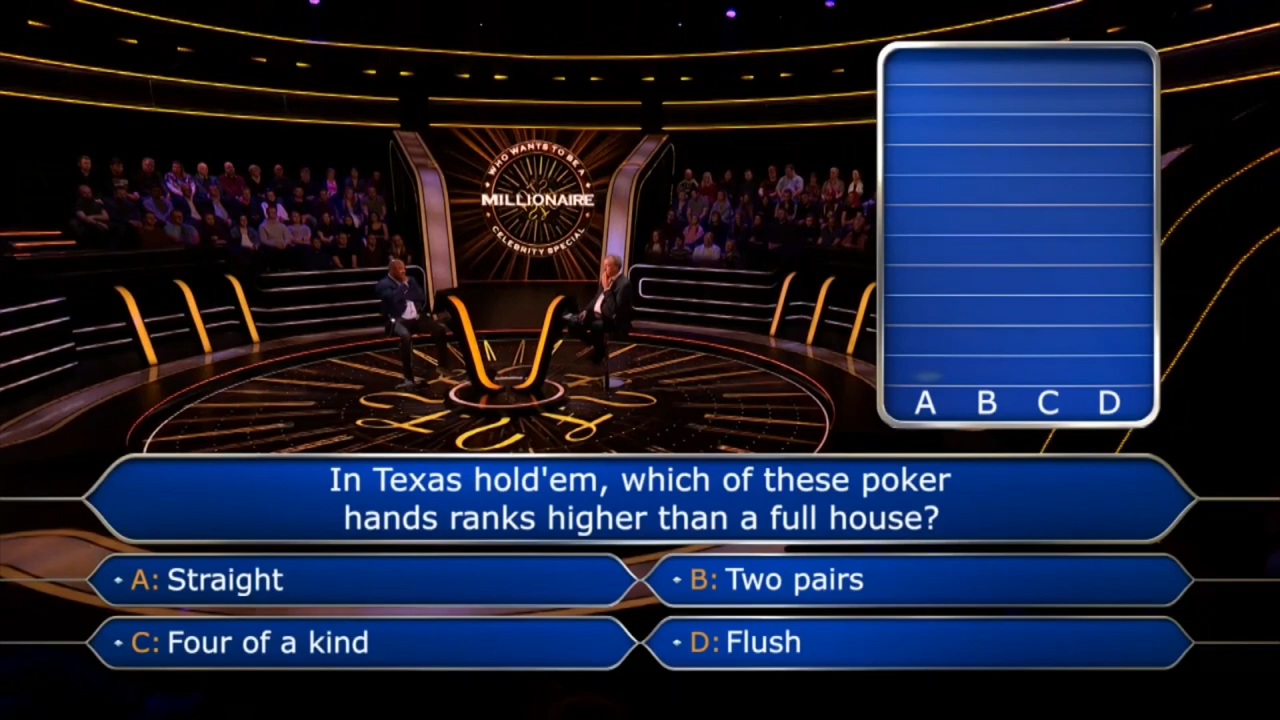 WHO WANTS TO BE A
MILLIONAIRE
CELEBRITY SPECIAL
A B C D
In Texas hold'em, which of these poker
hands ranks higher than a full house?
A: Straight
B: Two pairs
C: Four of a kind
D: Flush